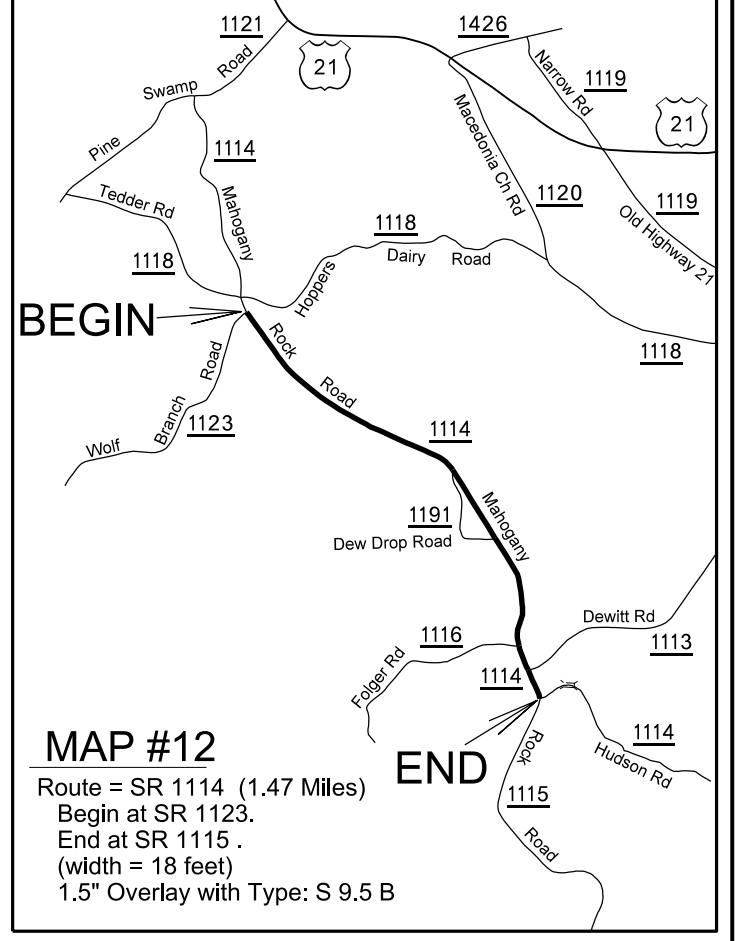 1121
1426
21
Road
Swamp
Pine
Narrow Rd
1119
21
1114
Macedonia Ch Rd
Tedder Rd
Mahogany
1120
1119
Old Highway 21
1118
1118
Hoppers
Dairy
Road
BEGIN
Rock
1118
Road
Road
Branch
1123
Wolf
1114
1191
Mahogany
Dew Drop Road
Dewitt Rd
1116
1113
Folger Rd
1114
1114
Hudson Rd
END
Rock
1115
Road
MAP #12
Route = SR 1114 (1.47 Miles)
Begin at SR 1123.
End at SR 1115 .
(width = 18 feet)
1.5" Overlay with Type: S 9.5 B